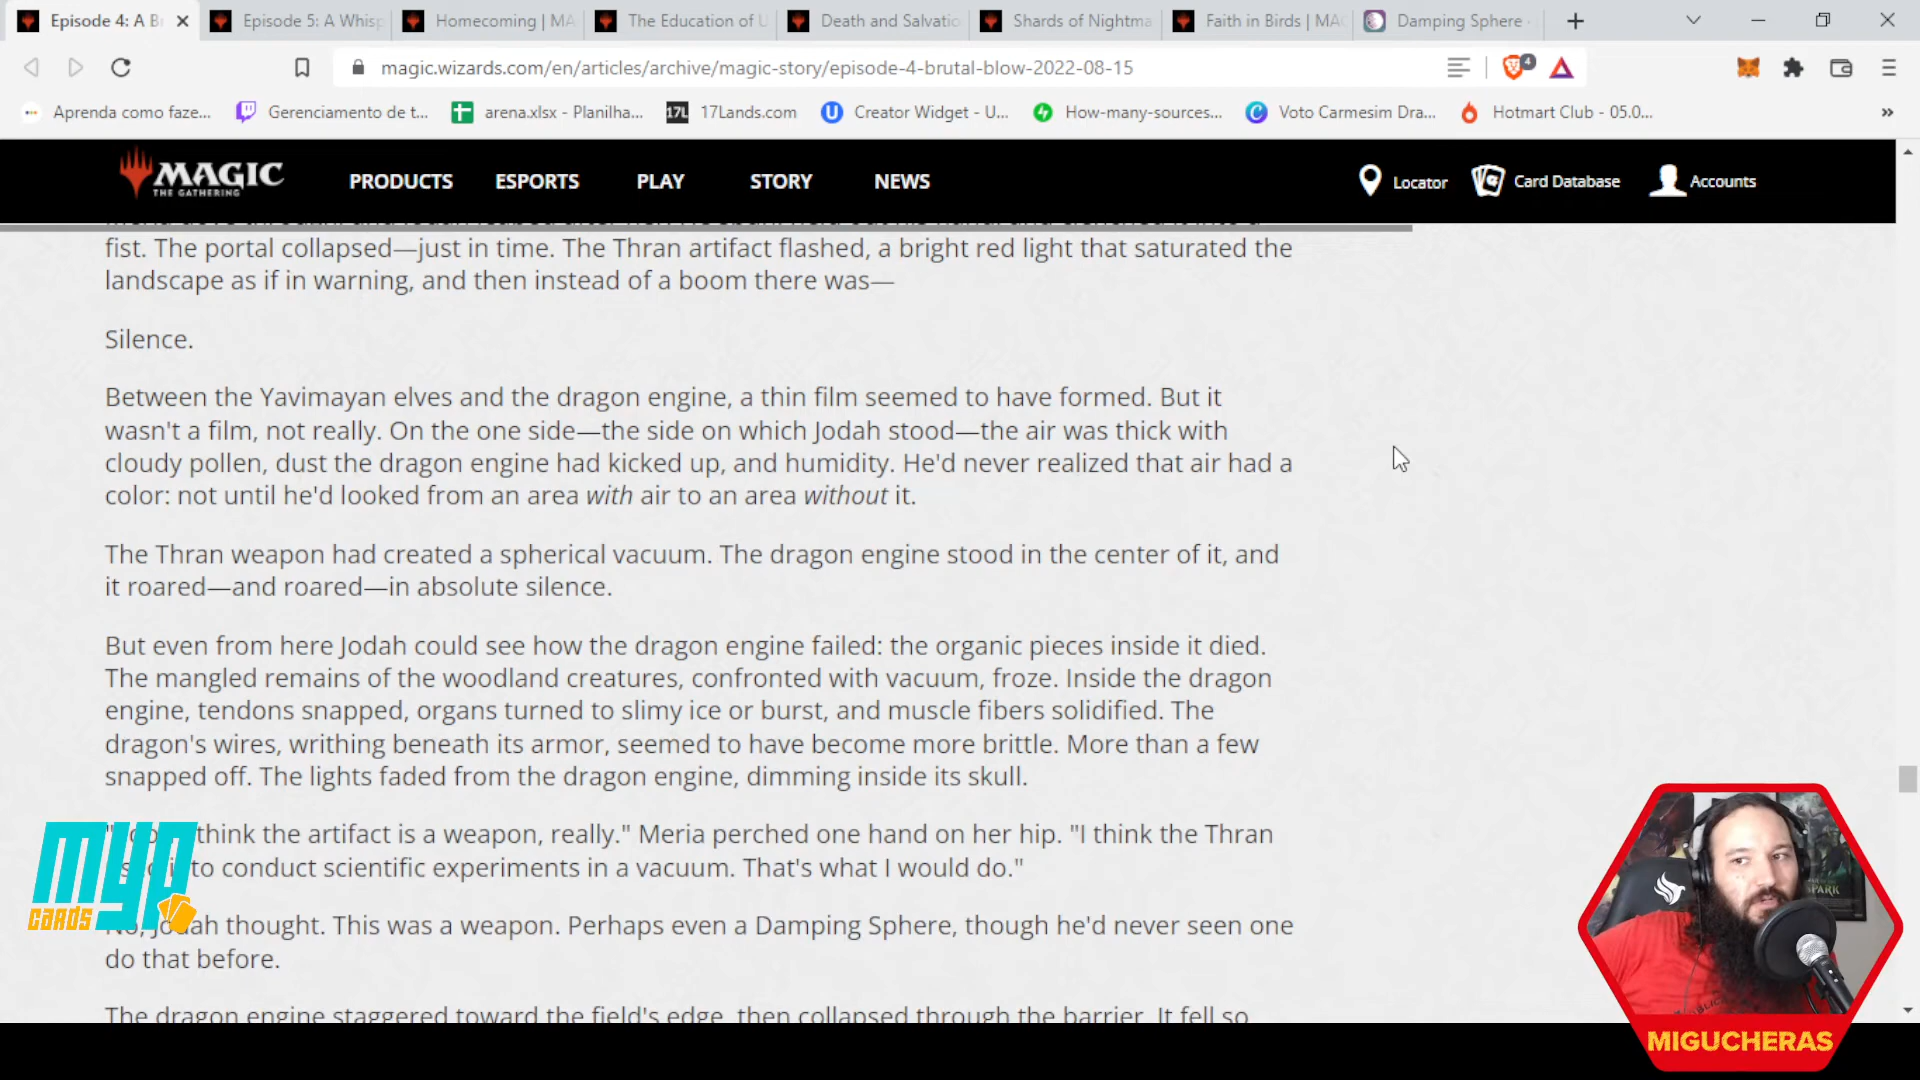 Episode 4: A Br
Episode 5: A Whisp
Homecoming | MA
The Education of U
Death and Salvatio
Shards of Nightma
Faith in Birds | MAG
Damping Sphere ·
magic.wizards.com/en/articles/archive/magic-story/episode-4-brutal-blow-2022-08-15
4
Aprenda como faze...
Gerenciamento de t...
arena.xlsx - Planilha...
17L 17Lands.com
Creator Widget - U...
How-many-sources...
Voto Carmesim Dra...
Hotmart Club - 05.0...
MAGIC
THE GATHERING
PRODUCTS
ESPORTS
PLAY
STORY
NEWS
Locator
Card Database
Accounts
fist. The portal collapsed—just in time. The Thran artifact flashed, a bright red light that saturated the
landscape as if in warning, and then instead of a boom there was—
Silence.
Between the Yavimayan elves and the dragon engine, a thin film seemed to have formed. But it
wasn't a film, not really. On the one side—the side on which Jodah stood—the air was thick with
cloudy pollen, dust the dragon engine had kicked up, and humidity. He'd never realized that air had a
color: not until he'd looked from an area with air to an area without it.
The Thran weapon had created a spherical vacuum. The dragon engine stood in the center of it, and
it roared—and roared—in absolute silence.
But even from here Jodah could see how the dragon engine failed: the organic pieces inside it died.
The mangled remains of the woodland creatures, confronted with vacuum, froze. Inside the dragon
engine, tendons snapped, organs turned to slimy ice or burst, and muscle fibers solidified. The
dragon's wires, writhing beneath its armor, seemed to have become more brittle. More than a few
snapped off. The lights faded from the dragon engine, dimming inside its skull.
think the artifact is a weapon, really." Meria perched one hand on her hip. "I think the Thran
to conduct scientific experiments in a vacuum. That's what I would do."
No, Jodah thought. This was a weapon. Perhaps even a Damping Sphere, though he'd never seen one
do that before.
The dragon engine staggered toward the field's edge, then collapsed through the barrier. It fell so
myp
cards
SPARK
MIGUCHERAS